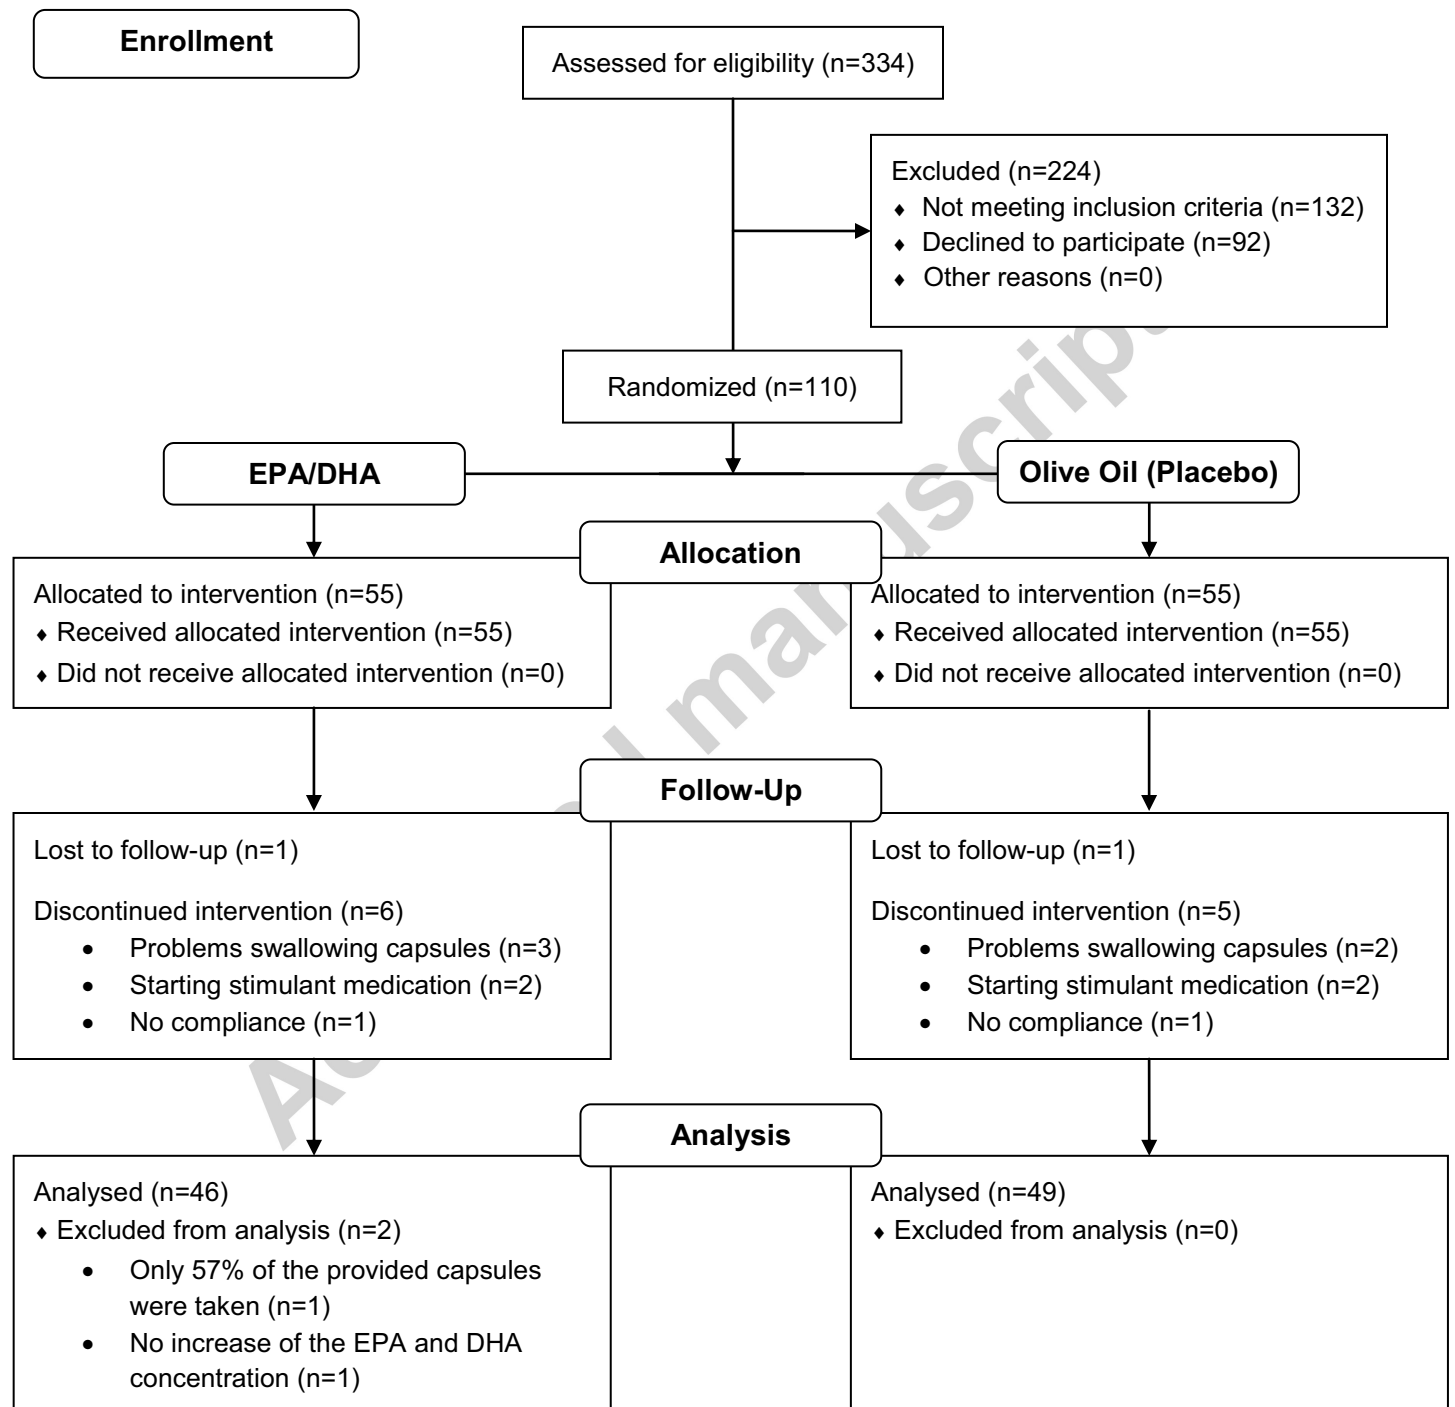 Enrollment
Assessed for eligibility (n=334)
Excluded (n=224)
♦ Not meeting inclusion criteria (n=132)
♦ Declined to participate (n=92)
♦ Other reasons (n=0)
Randomized (n=110)
EPA/DHA
Olive Oil (Placebo)
Allocation
Allocated to intervention (n=55)
♦ Received allocated intervention (n=55)
♦ Did not receive allocated intervention (n=0)
Allocated to intervention (n=55)
♦ Received allocated intervention (n=55)
♦ Did not receive allocated intervention (n=0)
Follow-Up
Lost to follow-up (n=1)
Discontinued intervention (n=6)
• Problems swallowing capsules (n=3)
• Starting stimulant medication (n=2)
• No compliance (n=1)
Lost to follow-up (n=1)
Discontinued intervention (n=5)
• Problems swallowing capsules (n=2)
• Starting stimulant medication (n=2)
• No compliance (n=1)
Analysis
Analysed (n=46)
♦ Excluded from analysis (n=2)
• Only 57% of the provided capsules
were taken (n=1)
• No increase of the EPA and DHA
concentration (n=1)
Analysed (n=49)
♦ Excluded from analysis (n=0)